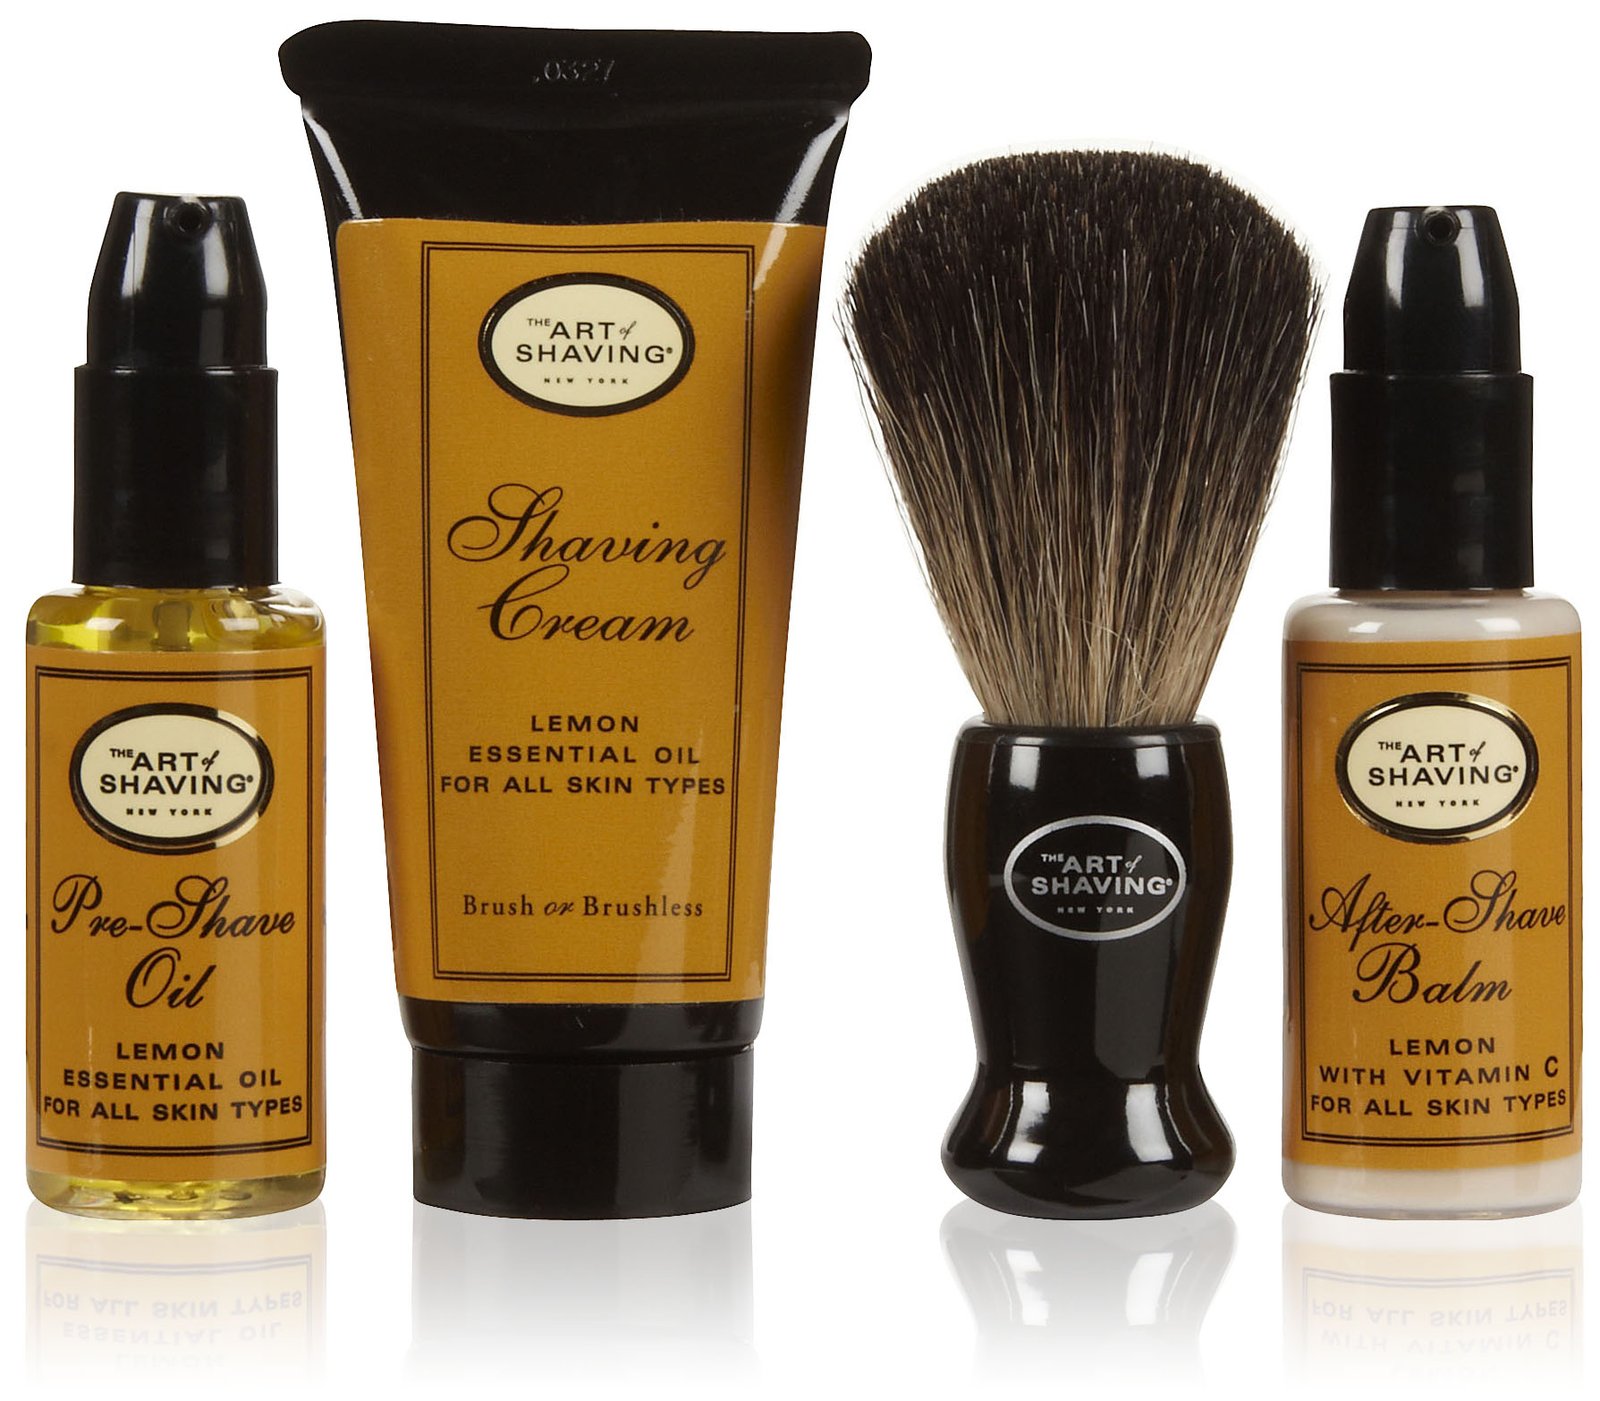 THE ART of
SHAVING®
NEW YORK
Pre-Shave
Oil
LEMON
ESSENTIAL OIL
FOR ALL SKIN TYPES
.0327
THE ART of
SHAVING®
NEW YORK
Shaving
Cream
LEMON
ESSENTIAL OIL
FOR ALL SKIN TYPES
Brush or Brushless
THE ART of
SHAVING®
NEW YORK
THE ART of
SHAVING®
NEW YORK
After-Shave
Balm
LEMON
WITH VITAMIN C
FOR ALL SKIN TYPES